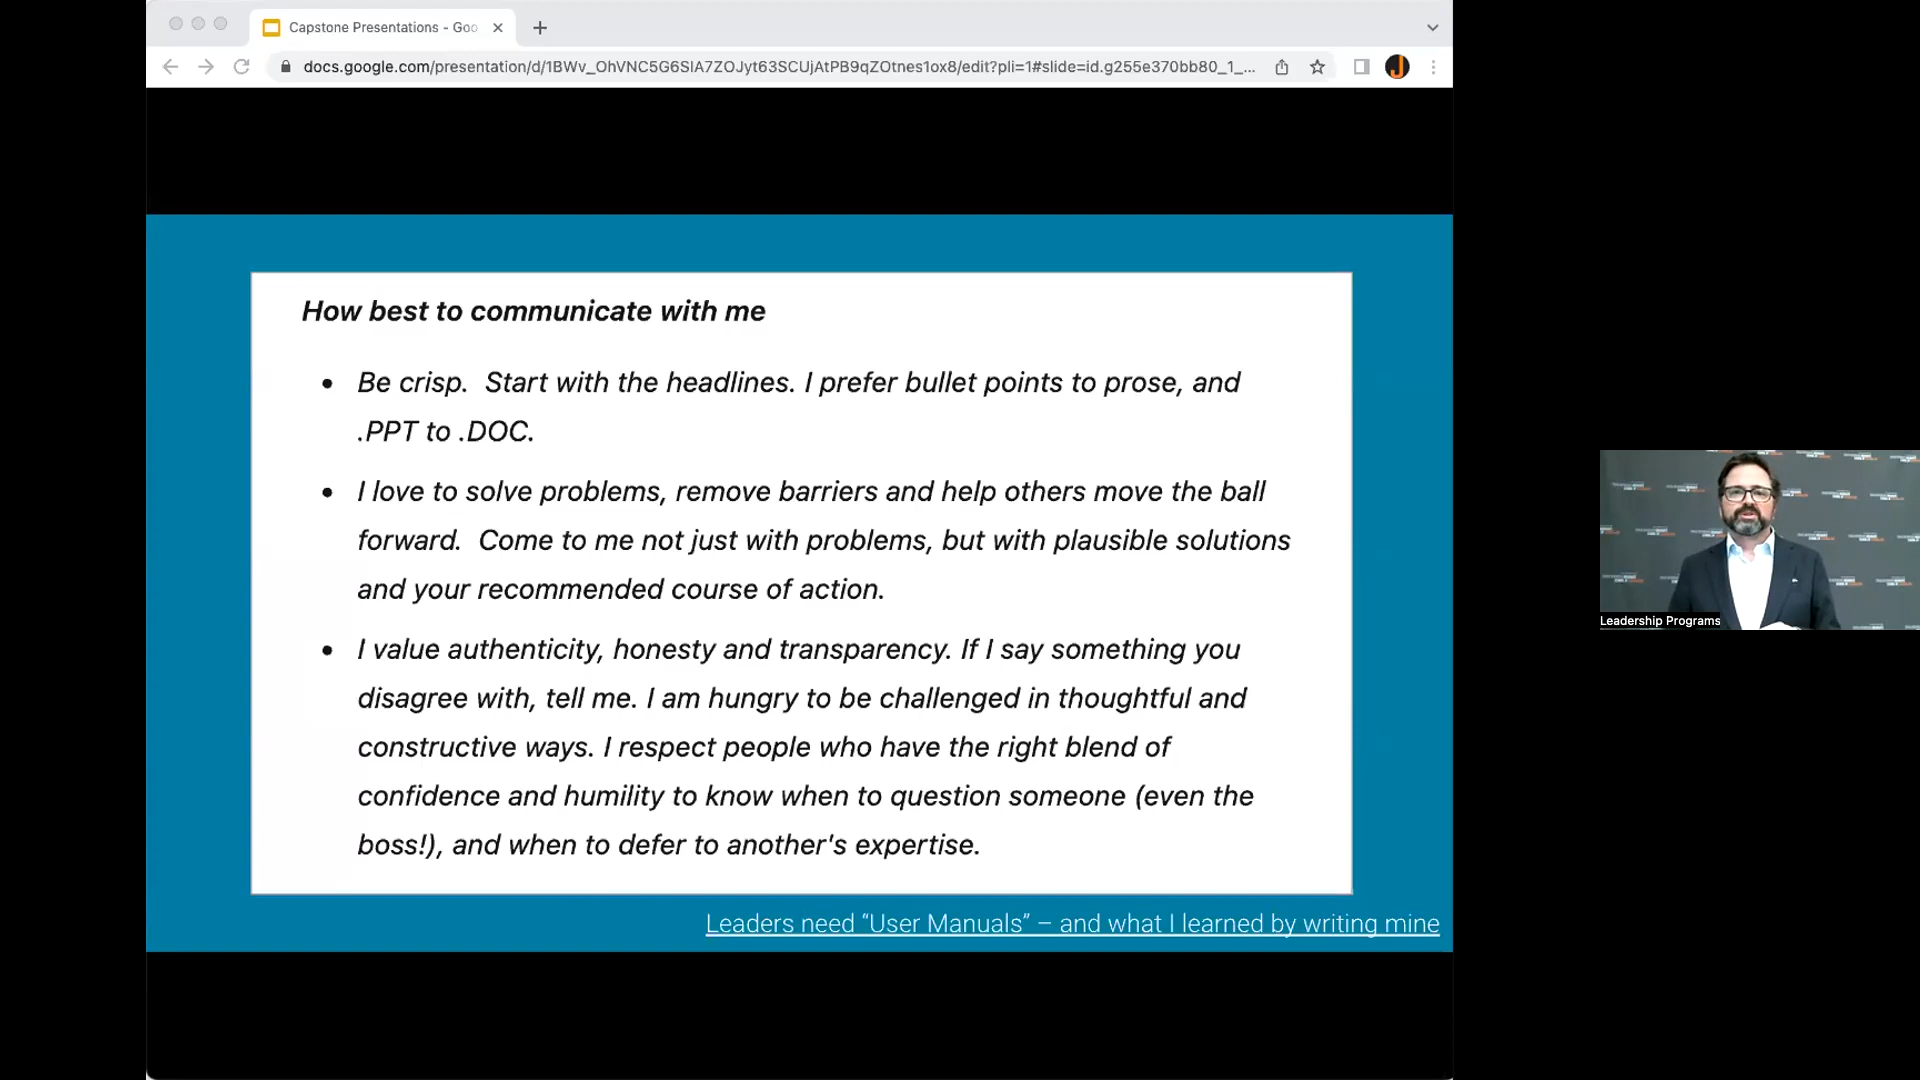 Capstone Presentations - Goo
docs.google.com/presentation/d/1BWv_OhVNC5G6SlA7ZOJyt63SCUjAtPB9qZOtnes1ox8/edit?pli=1#slide=id.g255e370bb80_1_...
How best to communicate with me
• Be crisp.  Start with the headlines. I prefer bullet points to prose, and
.PPT to .DOC.
• I love to solve problems, remove barriers and help others move the ball
forward.  Come to me not just with problems, but with plausible solutions
and your recommended course of action.
• I value authenticity, honesty and transparency. If I say something you
disagree with, tell me. I am hungry to be challenged in thoughtful and
constructive ways. I respect people who have the right blend of
confidence and humility to know when to question someone (even the
boss!), and when to defer to another's expertise.
Leaders need “User Manuals” – and what I learned by writing mine
Leadership Programs